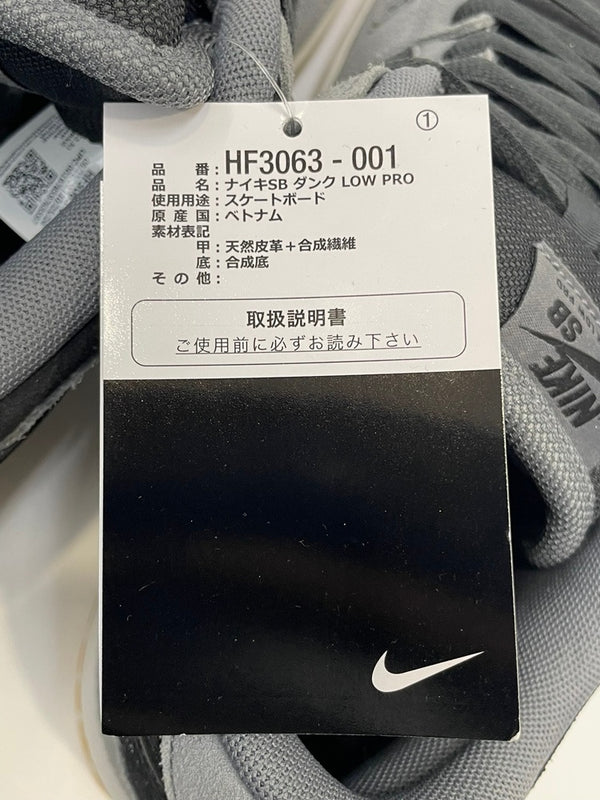 ①
品番:HF3063-001
品名:ナイキSB ダンク LOW PRO
使用用途:スケートボード
原産国:ベトナム
素材表記
甲:天然皮革+合成繊維
底:合成底
その他:
取扱説明書
ご使用前に必ずお読み下さい
NIKE
SB